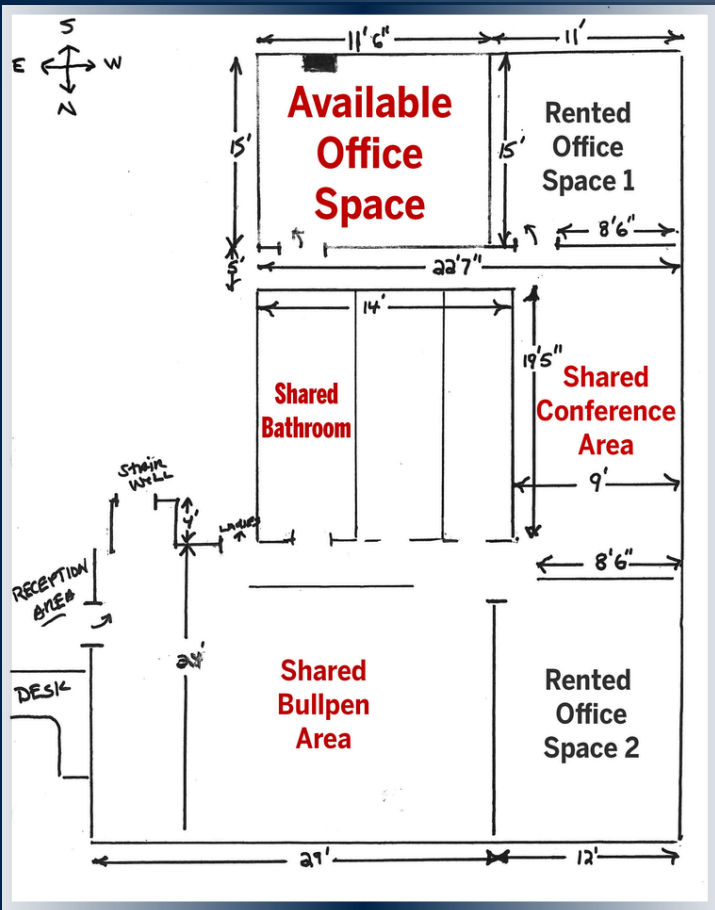 S
E W
N
11'6"
11'
15'
Available
Office
Space
15'
Rented
Office
Space 1
8'6"
5'
22'7"
14'
19'5"
Shared
Bathroom
Shared
Conference
Area
9'
Stair
Well
4'
Ladies
8'6"
RECEPTION
AREA
24'
DESK
Shared
Bullpen
Area
Rented
Office
Space 2
29'
12'